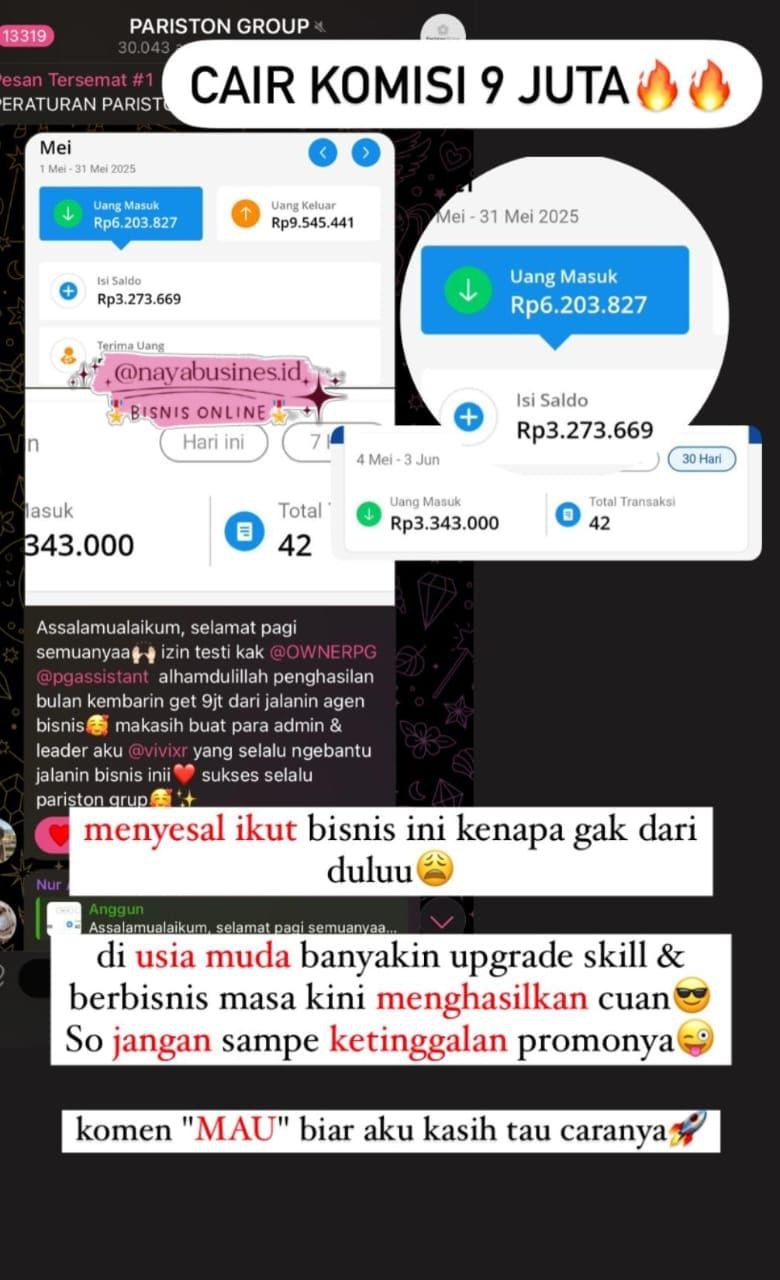 13319
PARISTON GROUP
30.043
esan Tersemat #1
PERATURAN PARIST
CAIR KOMISI 9 JUTA🔥🔥
Mei
1 Mei - 31 Mei 2025
Uang Masuk
Rp6.203.827
Uang Keluar
Rp9.545.441
Isi Saldo
Rp3.273.669
Terima Uang
Mei - 31 Mei 2025
Uang Masuk
Rp6.203.827
Isi Saldo
Rp3.273.669
@nayabusines.id
BISNIS ONLINE
n
Hari ini
7
4 Mei - 3 Jun
30 Hari
Uang Masuk
Rp3.343.000
Total Transaksi
42
asuk
343.000
Total
42
Assalamualaikum, selamat pagi
semuanyaa🙌🏻 izin testi kak @OWNERPG
@pgassistant alhamdulillah penghasilan
bulan kembarin get 9jt dari jalanin agen
bisnis🥰 makasih buat para admin &
leader aku @vivixr yang selalu ngebantu
jalanin bisnis inii❤️ sukses selalu
pariston grup🥰✨
menyesal ikut bisnis ini kenapa gak dari
duluu😩
Nur
Anggun
Assalamualaikum, selamat pagi semuanyaa...
di usia muda banyakin upgrade skill &
berbisnis masa kini menghasilkan cuan😎
So jangan sampe ketinggalan promonya😜
komen "MAU" biar aku kasih tau caranya🚀